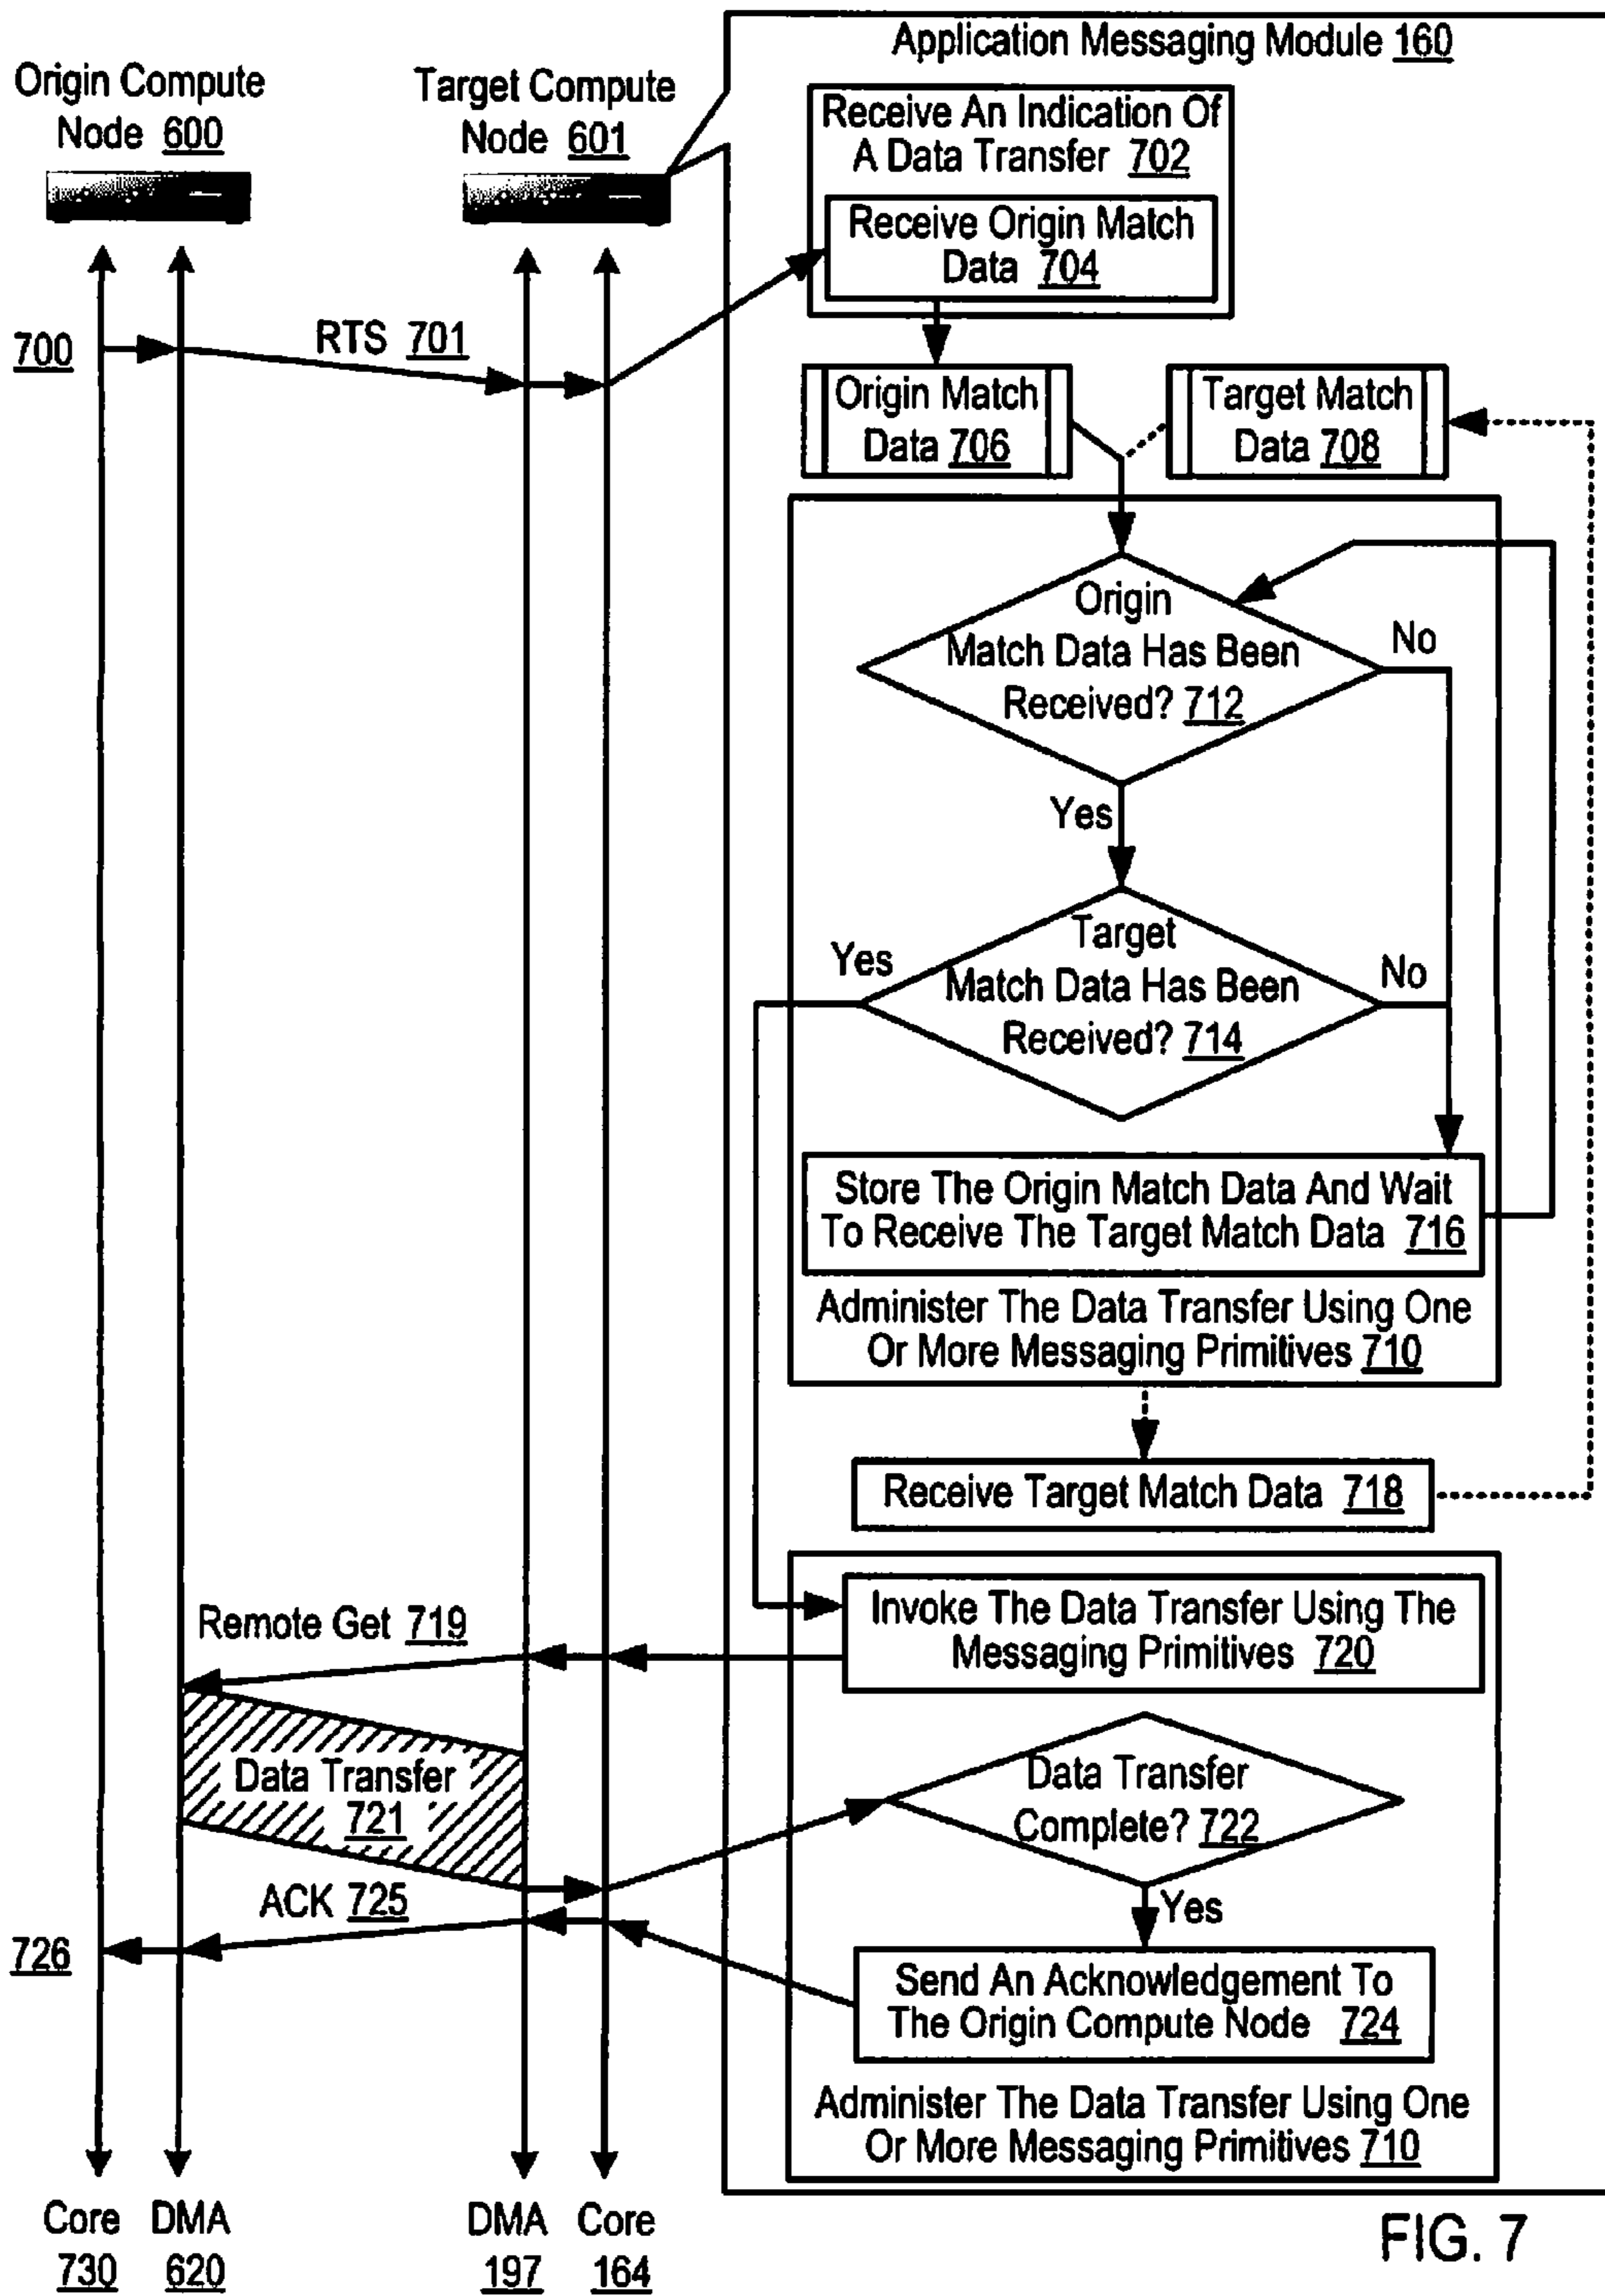 Application Messaging Module 160
Origin Compute
Node 600
Target Compute
Node 601
Receive An Indication Of
A Data Transfer 702
Receive Origin Match
Data 704
700
RTS 701
Origin Match
Data 706
Target Match
Data 708
Origin
Match Data Has Been
Received? 712
No
Yes
Target
Match Data Has Been
Received? 714
Yes
No
Store The Origin Match Data And Wait
To Receive The Target Match Data 716
Administer The Data Transfer Using One
Or More Messaging Primitives 710
Receive Target Match Data 718
Remote Get 719
Invoke The Data Transfer Using The
Messaging Primitives 720
Data Transfer
721
Data Transfer
Complete? 722
ACK 725
Yes
726
Send An Acknowledgement To
The Origin Compute Node 724
Administer The Data Transfer Using One
Or More Messaging Primitives 710
Core
730
DMA
620
DMA
197
Core
164
FIG. 7